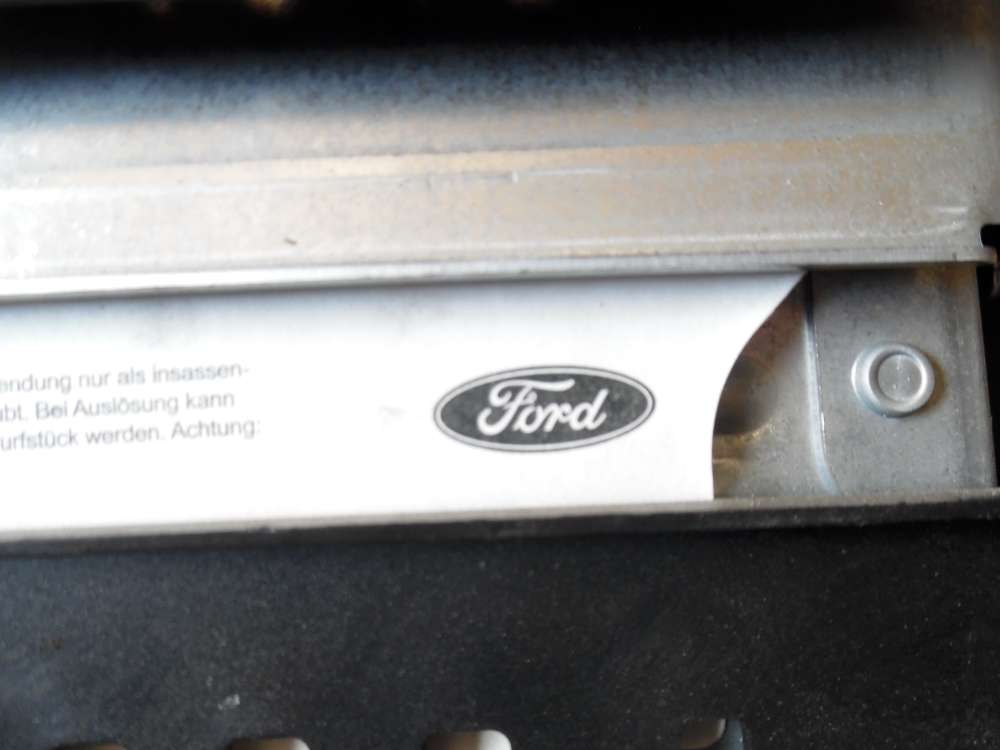 endung nur als insassen-
ubt. Bei Auslösung kann
urfstück werden. Achtung:
Ford